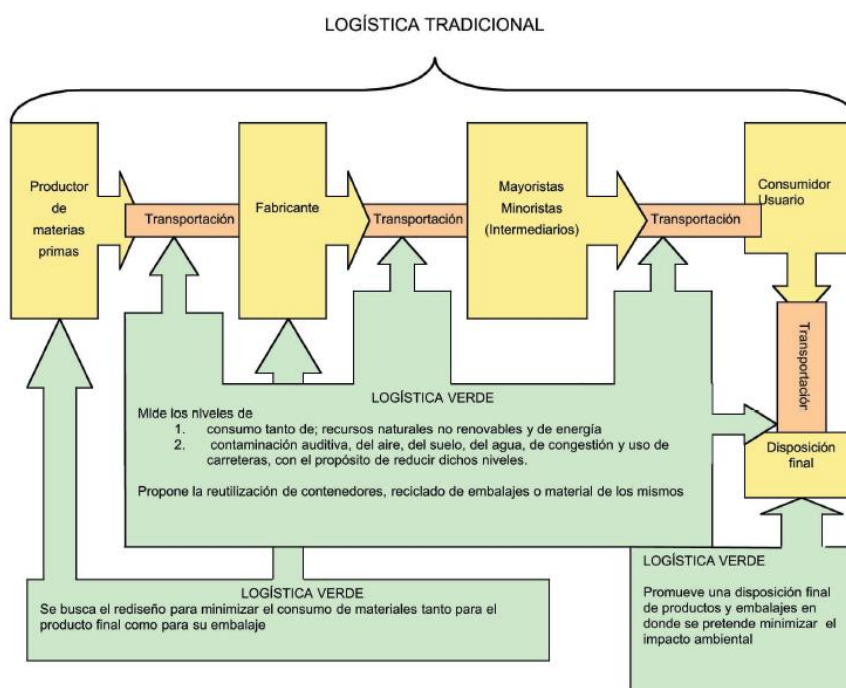 LOGÍSTICA TRADICIONAL
Productor
de
materias
primas
Transportación
Fabricante
Transportación
Mayoristas
Minoristas
(Intermediarios)
Transportación
Consumidor
Usuario
Transportación
Disposición
final
LOGÍSTICA VERDE
Mide los niveles de
1. consumo tanto de; recursos naturales no renovables y de energía
2. contaminación auditiva, del aire, del suelo, del agua, de congestión y uso de
carreteras, con el propósito de reducir dichos niveles.
Propone la reutilización de contenedores, reciclado de embalajes o material de los mismos
LOGÍSTICA VERDE
Se busca el rediseño para minimizar el consumo de materiales tanto para el
producto final como para su embalaje
LOGÍSTICA VERDE
Promueve una disposición final
de productos y embalajes en
donde se pretende minimizar el
impacto ambiental